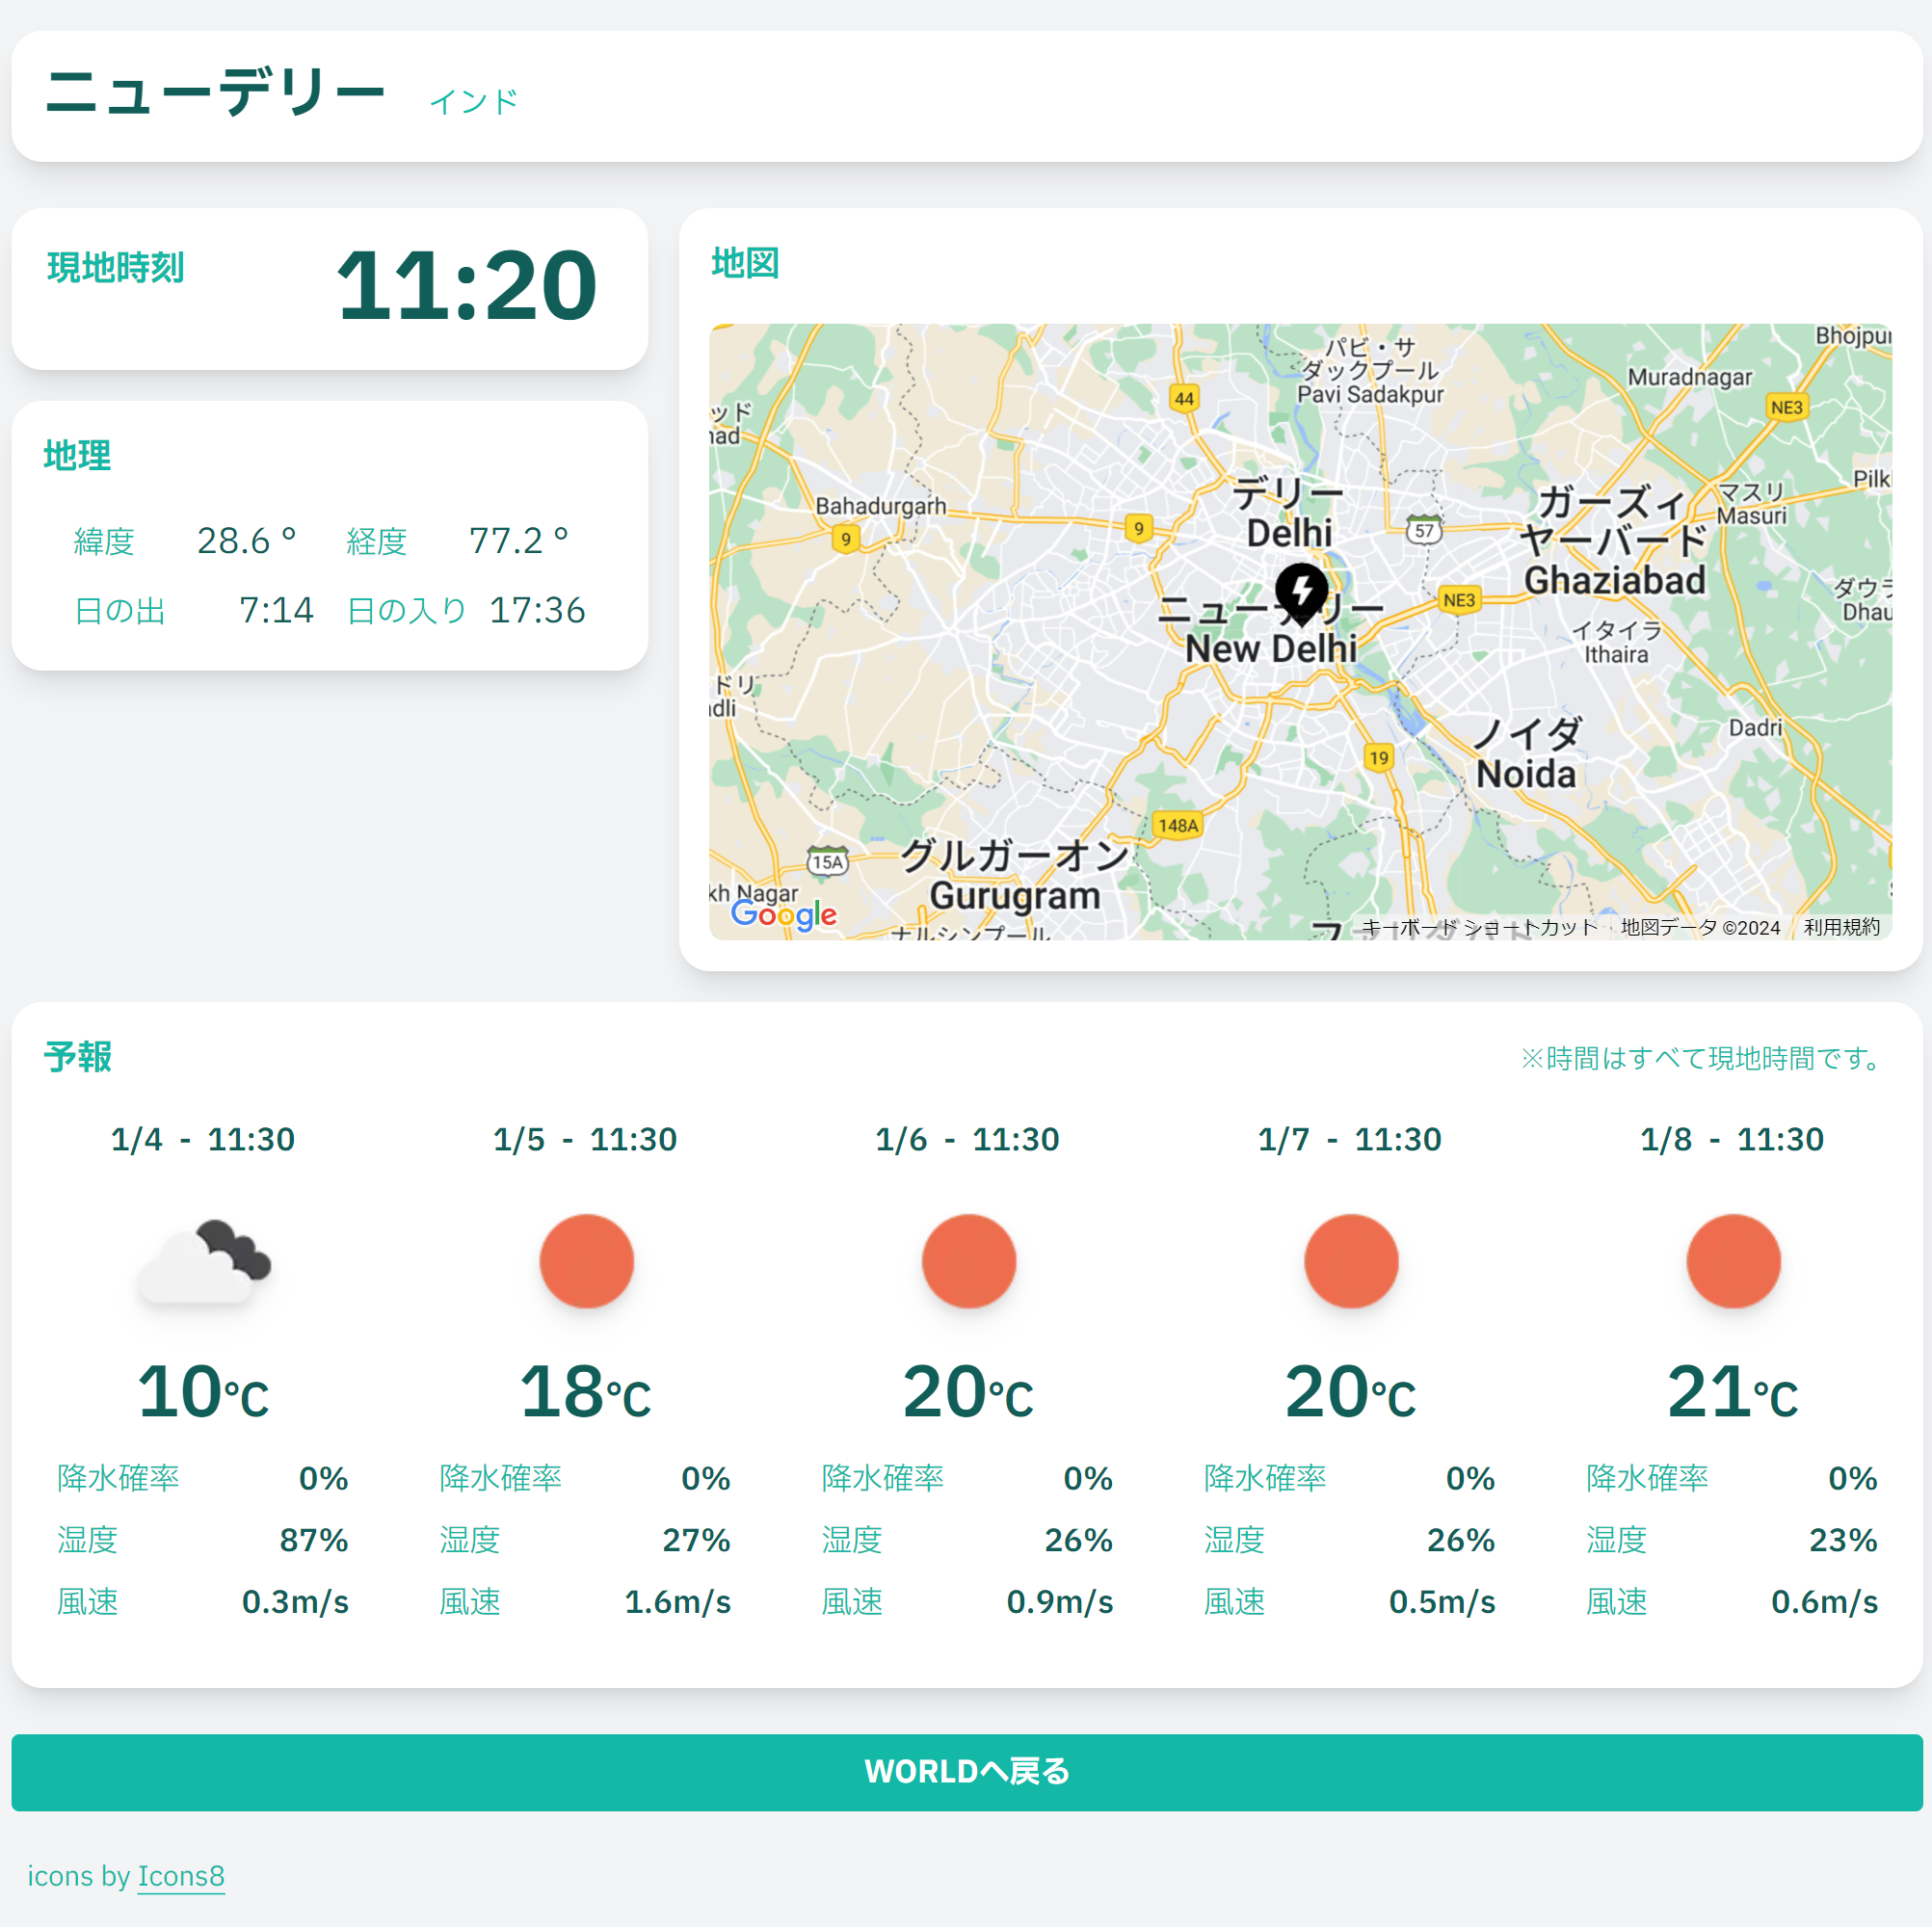 ニューデリー インド
現地時刻 11:20
地理
緯度 28.6 ° 経度 77.2 °
日の出 7:14 日の入り 17:36
地図
Bhojpur
パビ・サ
ダックプール
Pavi Sadakpur
Muradnagar
44
NE3
Bahadurgarh
9
9
デリー
Delhi
57
ガーズィ
ヤーバード
Ghaziabad
マスリ
Masuri
NE3
ニューデリー
New Delhi
イタイラ
Ithaira
Dadri
ノイダ
Noida
19
148A
15A
グルガーオン
Gurugram
kh Nagar
Google
ナルシンプール
キーボード ショートカット 地図データ ©2024 利用規約
予報 ※時間はすべて現地時間です。
1/4 - 11:30 1/5 - 11:30 1/6 - 11:30 1/7 - 11:30 1/8 - 11:30
10°C 18°C 20°C 20°C 21°C
降水確率 0% 降水確率 0% 降水確率 0% 降水確率 0% 降水確率 0%
湿度 87% 湿度 27% 湿度 26% 湿度 26% 湿度 23%
風速 0.3m/s 風速 1.6m/s 風速 0.9m/s 風速 0.5m/s 風速 0.6m/s
WORLDへ戻る
icons by Icons8